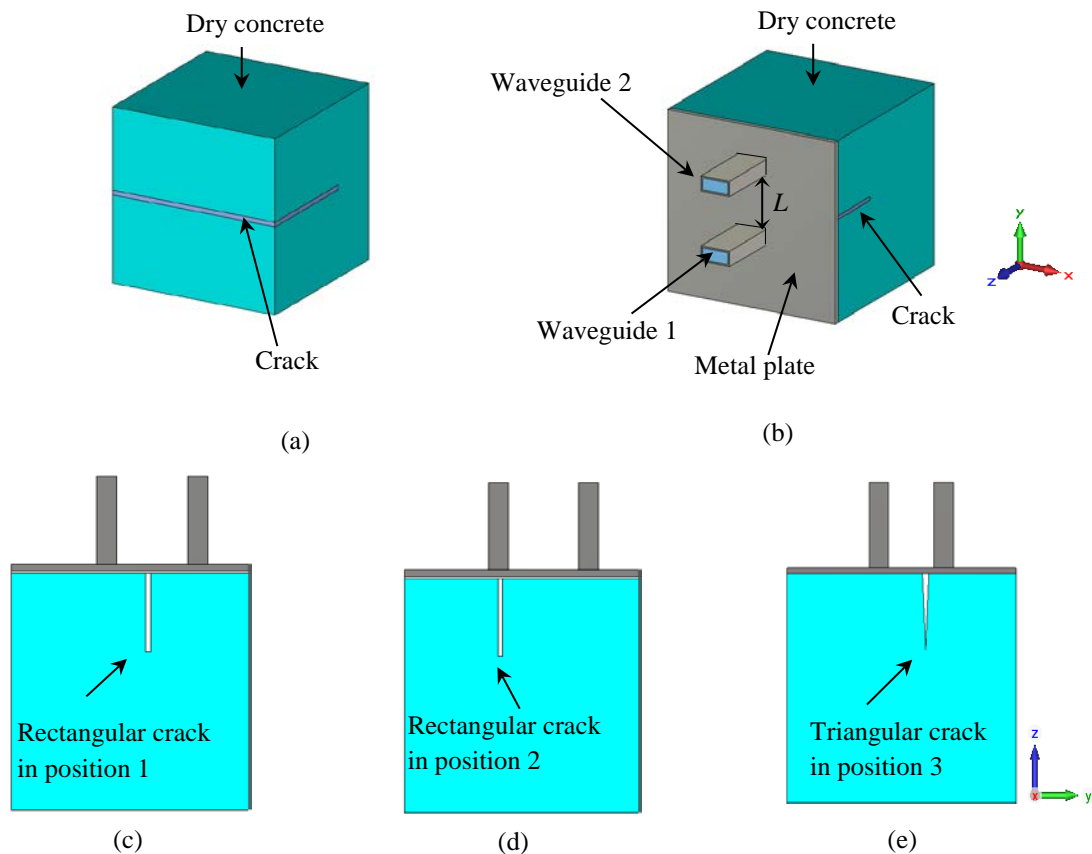 Dry concrete
Crack
(a)
Dry concrete
Waveguide 2
L
Waveguide 1
Metal plate
Crack
y
x
z
(b)
Rectangular crack
in position 1
(c)
Rectangular crack
in position 2
(d)
Triangular crack
in position 3
z
x
y
(e)